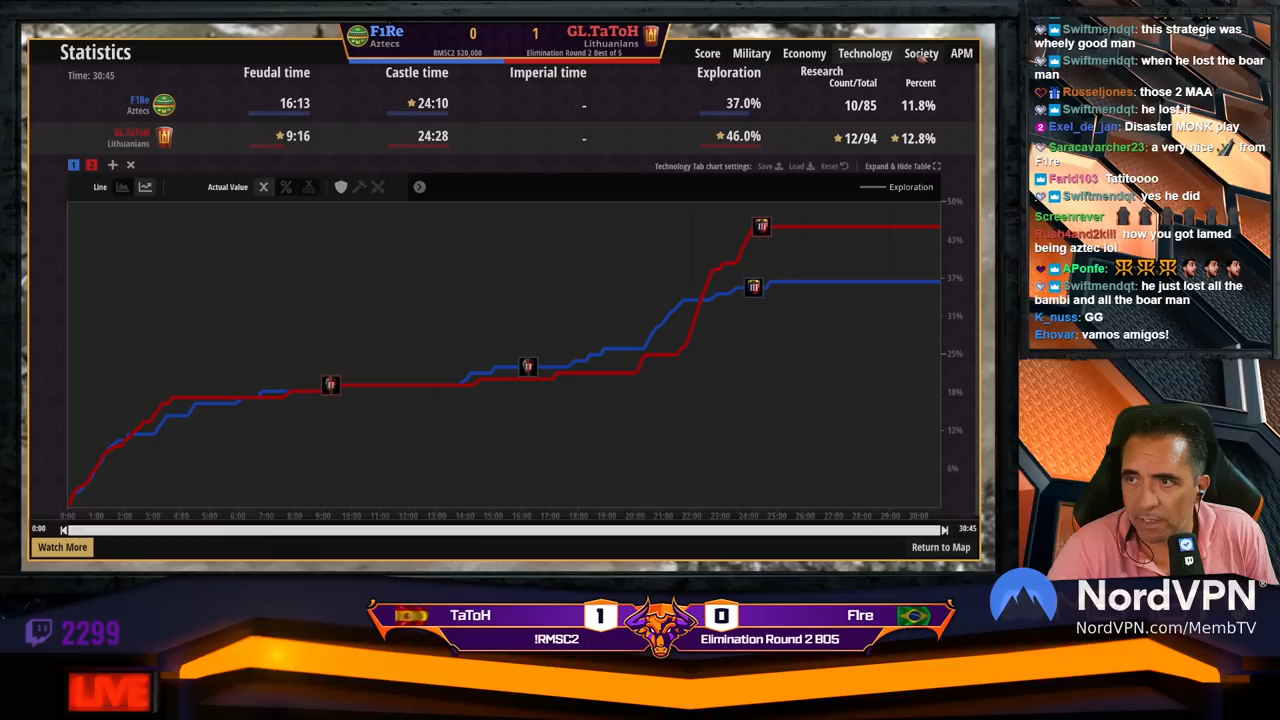 Statistics
Time: 30:45
F1Re
Aztecs
0
1
GL.TaToH
Lithuanians
RMSC2 $20,000
Elimination Round 2 Best of 5
Score
Military
Economy
Technology
Society
APM
Feudal time
Castle time
Imperial time
Exploration
Research
Count/Total
Percent
F1Re
Aztecs
16:13
24:10
-
37.0%
10/85
11.8%
GL.TaToH
Lithuanians
9:16
24:28
-
46.0%
12/94
12.8%
1
2
Technology Tab chart settings:
Save
Load
Reset
Expand & Hide Table
Line
Actual Value
Exploration
50%
43%
37%
31%
25%
18%
12%
6%
0:00 1:00 2:00 3:00 4:00 5:00 6:00 7:00 8:00 9:00 10:00 11:00 12:00 13:00 14:00 15:00 16:00 17:00 18:00 19:00 20:00 21:00 22:00 23:00 24:00 25:00 26:00 27:00 28:00 29:00 30:00
0:00
30:45
Watch More
Return to Map
Swiftmendqt: this strategie was
wheely good man
Swiftmendqt: when he lost the boar
man
Russeljones: those 2 MAA
Swiftmendqt: he lost it
2 Exel_de_jan: Disaster MONK play
Saracavarcher23: a very nice from
F1re
Farid103 Tatitoooo
Swiftmendqt: yes he did
Screenraver
Rush4and2kill how you got lamed
being aztec lol
APonfe:
Swiftmendqt: he just lost all the
bambi and all the boar man
K_nuss: GG
Ehovar: vamos amigos!
NordVPN®
NordVPN.com/MembTV
TaToH
1
0
F1re
!RMSC2
Elimination Round 2 BO5
2299
LIVE